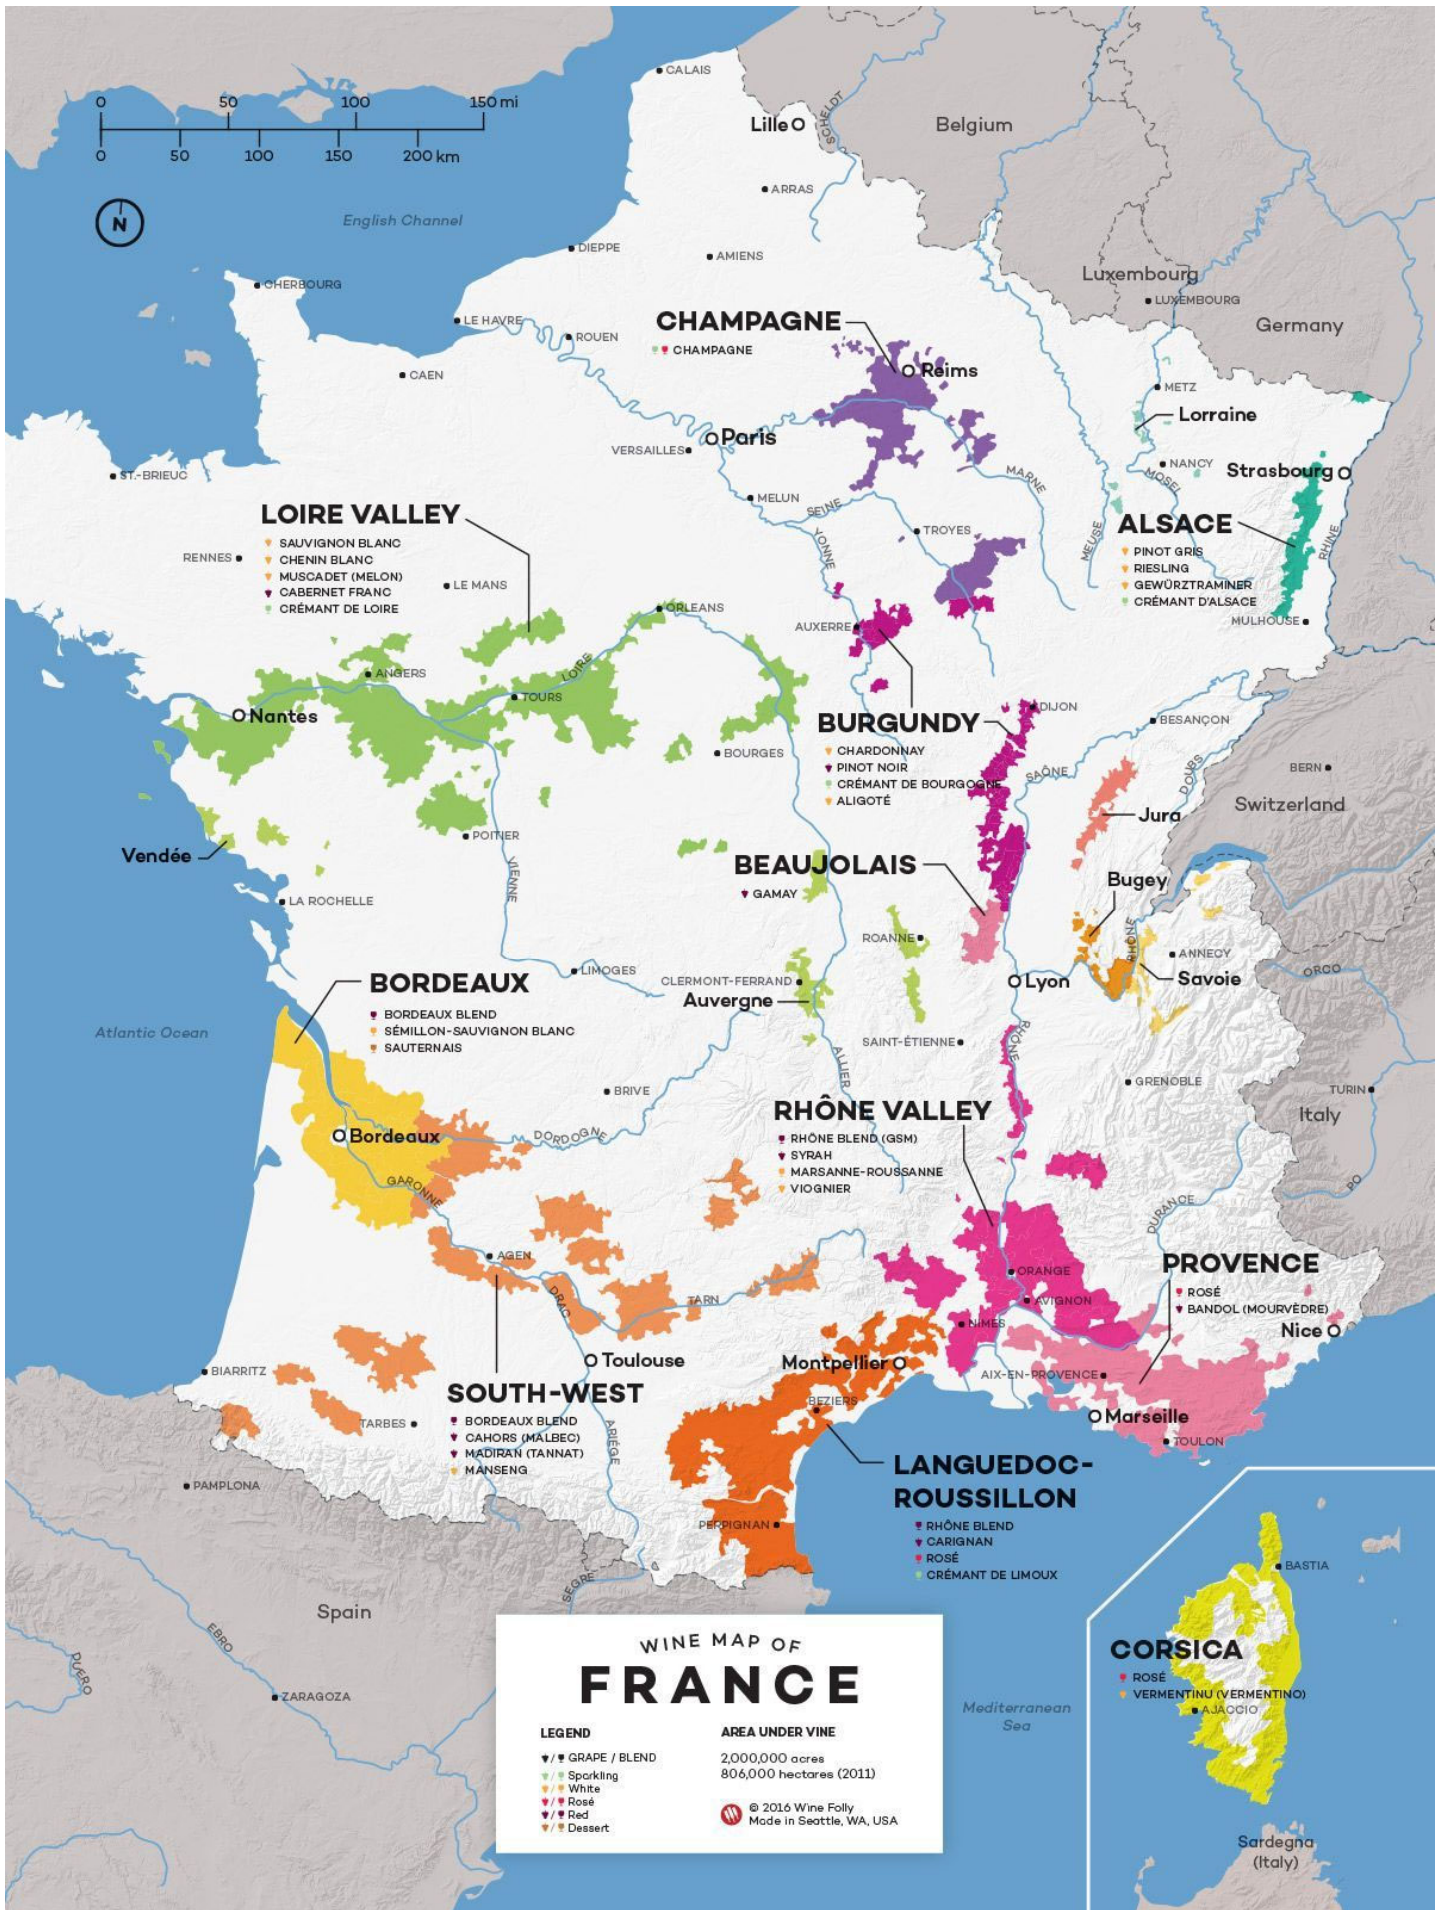 CALAIS
0 50 100 150 mi
0 50 100 150 200 km
Lille
SCHELDT
Belgium
ARRAS
N
English Channel
DIEPPE
AMIENS
Luxembourg
CHERBOURG
LUXEMBOURG
LE HAVRE
ROUEN
Germany
CHAMPAGNE
CHAMPAGNE
Reims
CAEN
METZ
Lorraine
Paris
VERSAILLES
ST.-BRIEUC
MARNE
NANCY
MOSEL
Strasbourg
MELUN
SEINE
LOIRE VALLEY
SAUVIGNON BLANC
CHENIN BLANC
MUSCADET (MELON)
CABERNET FRANC
CRÉMANT DE LOIRE
RENNES
LE MANS
YONNE
TROYES
MEUSE
ALSACE
PINOT GRIS
RIESLING
GEWÜRZTRAMINER
CRÉMANT D'ALSACE
RHINE
MULHOUSE
ORLEANS
AUXERRE
ANGERS
LOIRE
TOURS
Nantes
BOURGES
BURGUNDY
CHARDONNAY
PINOT NOIR
CRÉMANT DE BOURGOGNE
ALIGOTÉ
DIJON
BESANÇON
SAÔNE
DOUBS
BERN
Switzerland
Jura
POITIER
Vendée
VIENNE
BEAUJOLAIS
GAMAY
Bugey
LA ROCHELLE
ROANNE
RHÔNE
ANNECY
Savoie
LIMOGES
CLERMONT-FERRAND
Auvergne
Lyon
ORCO
BORDEAUX
BORDEAUX BLEND
SÉMILLON-SAUVIGNON BLANC
SAUTERNAIS
Atlantic Ocean
SAINT-ÉTIENNE
RHÔNE
ALLIER
GRENOBLE
BRIVE
TURIN
Italy
RHÔNE VALLEY
RHÔNE BLEND (GSM)
SYRAH
MARSANNE-ROUSSANNE
VIOGNIER
Bordeaux
DORDOGNE
GARONNE
PO
DURANCE
AGEN
DRAC
TARN
ORANGE
AVIGNON
NIMES
PROVENCE
ROSÉ
BANDOL (MOURVÈDRE)
Nice
BIARRITZ
Toulouse
Montpellier
AIX-EN-PROVENCE
SOUTH-WEST
BORDEAUX BLEND
CAHORS (MALBEC)
MADIRAN (TANNAT)
MANSENG
TARBES
ARIÉGE
BEZIERS
Marseille
TOULON
PAMPLONA
LANGUEDOC-
ROUSSILLON
RHÔNE BLEND
CARIGNAN
ROSÉ
CRÉMANT DE LIMOUX
PERPIGNAN
SEGRE
BASTIA
Spain
EBRO
DUERO
ZARAGOZA
CORSICA
ROSÉ
VERMENTINU (VERMENTINO)
AJACCIO
Mediterranean
Sea
WINE MAP OF
FRANCE
LEGEND
GRAPE / BLEND
/ Sparkling
/ White
/ Rosé
/ Red
/ Dessert
AREA UNDER VINE
2,000,000 acres
806,000 hectares (2011)
© 2016 Wine Folly
Made in Seattle, WA, USA
Sardegna
(Italy)